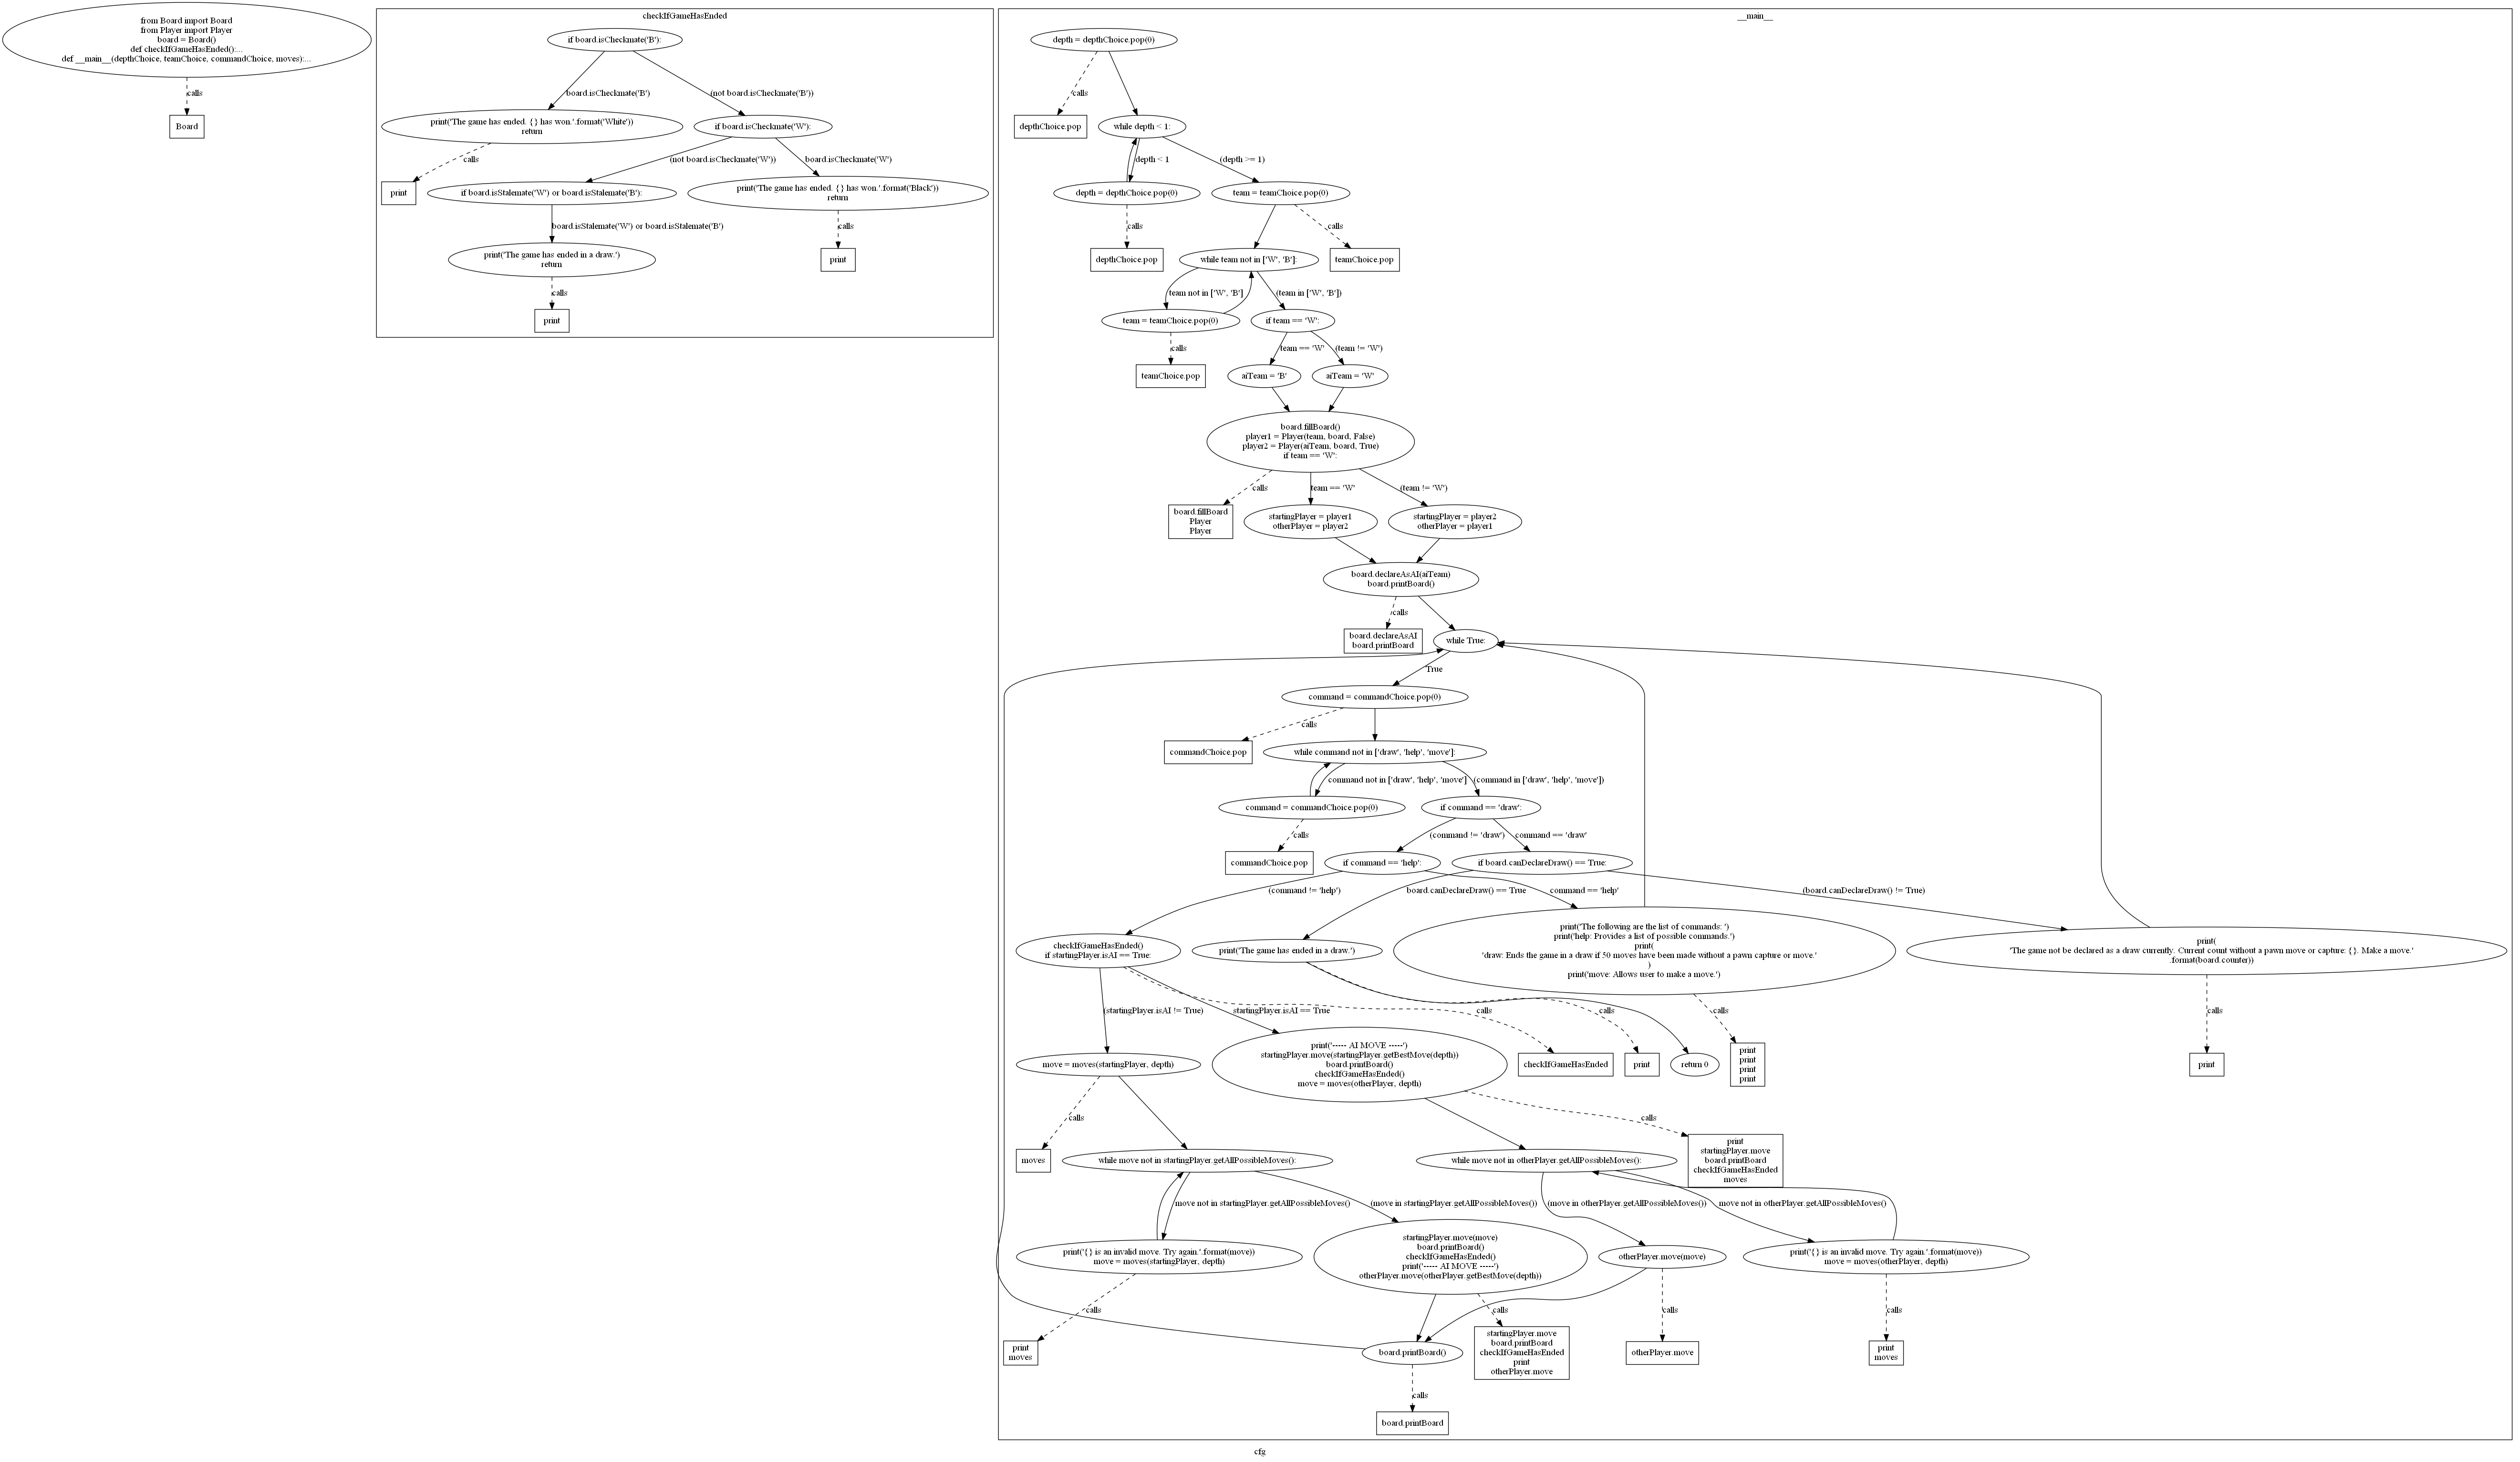 from Board import Board
from Player import Player
board = Board()
def checkIfGameHasEnded():...
def __main__(depthChoice, teamChoice, commandChoice, moves):...
calls
Board
checkIfGameHasEnded
if board.isCheckmate('B'):
board.isCheckmate('B')
(not board.isCheckmate('B'))
print('The game has ended. {} has won.'.format('White'))
return
if board.isCheckmate('W'):
calls
(not board.isCheckmate('W'))
board.isCheckmate('W')
print
if board.isStalemate('W') or board.isStalemate('B'):
print('The game has ended. {} has won.'.format('Black'))
return
board.isStalemate('W') or board.isStalemate('B')
calls
print('The game has ended in a draw.')
return
print
calls
print
__main__
depth = depthChoice.pop(0)
calls
depthChoice.pop
while depth < 1:
depth < 1
(depth >= 1)
depth = depthChoice.pop(0)
team = teamChoice.pop(0)
calls
calls
depthChoice.pop
while team not in ['W', 'B']:
teamChoice.pop
team not in ['W', 'B']
(team in ['W', 'B'])
team = teamChoice.pop(0)
if team == 'W':
calls
team == 'W'
(team != 'W')
teamChoice.pop
aiTeam = 'B'
aiTeam = 'W'
board.fillBoard()
player1 = Player(team, board, False)
player2 = Player(aiTeam, board, True)
if team == 'W':
calls
team == 'W'
(team != 'W')
board.fillBoard
Player
Player
startingPlayer = player1
otherPlayer = player2
startingPlayer = player2
otherPlayer = player1
board.declareAsAI(aiTeam)
board.printBoard()
calls
board.declareAsAI
board.printBoard
while True:
True
command = commandChoice.pop(0)
calls
commandChoice.pop
while command not in ['draw', 'help', 'move']:
command not in ['draw', 'help', 'move']
(command in ['draw', 'help', 'move'])
command = commandChoice.pop(0)
if command == 'draw':
calls
(command != 'draw')
command == 'draw'
commandChoice.pop
if command == 'help':
if board.canDeclareDraw() == True:
(command != 'help')
board.canDeclareDraw() == True
command == 'help'
(board.canDeclareDraw() != True)
checkIfGameHasEnded()
if startingPlayer.isAI == True:
print('The game has ended in a draw.')
print('The following are the list of commands: ')
print('help: Provides a list of possible commands.')
print(
'draw: Ends the game in a draw if 50 moves have been made without a pawn capture or move.'
)
print('move: Allows user to make a move.')
print(
'The game not be declared as a draw currently. Current count without a pawn move or capture: {}. Make a move.'
.format(board.counter))
(startingPlayer.isAI != True)
startingPlayer.isAI == True
calls
calls
calls
calls
move = moves(startingPlayer, depth)
print('----- AI MOVE -----')
startingPlayer.move(startingPlayer.getBestMove(depth))
board.printBoard()
checkIfGameHasEnded()
move = moves(otherPlayer, depth)
checkIfGameHasEnded
print
return 0
print
print
print
print
print
calls
calls
moves
while move not in startingPlayer.getAllPossibleMoves():
while move not in otherPlayer.getAllPossibleMoves():
print
startingPlayer.move
board.printBoard
checkIfGameHasEnded
moves
move not in startingPlayer.getAllPossibleMoves()
(move in startingPlayer.getAllPossibleMoves())
(move in otherPlayer.getAllPossibleMoves())
move not in otherPlayer.getAllPossibleMoves()
print('{} is an invalid move. Try again.'.format(move))
move = moves(startingPlayer, depth)
startingPlayer.move(move)
board.printBoard()
checkIfGameHasEnded()
print('----- AI MOVE -----')
otherPlayer.move(otherPlayer.getBestMove(depth))
otherPlayer.move(move)
print('{} is an invalid move. Try again.'.format(move))
move = moves(otherPlayer, depth)
calls
calls
calls
calls
print
moves
board.printBoard()
startingPlayer.move
board.printBoard
checkIfGameHasEnded
print
otherPlayer.move
otherPlayer.move
print
moves
calls
board.printBoard
cfg